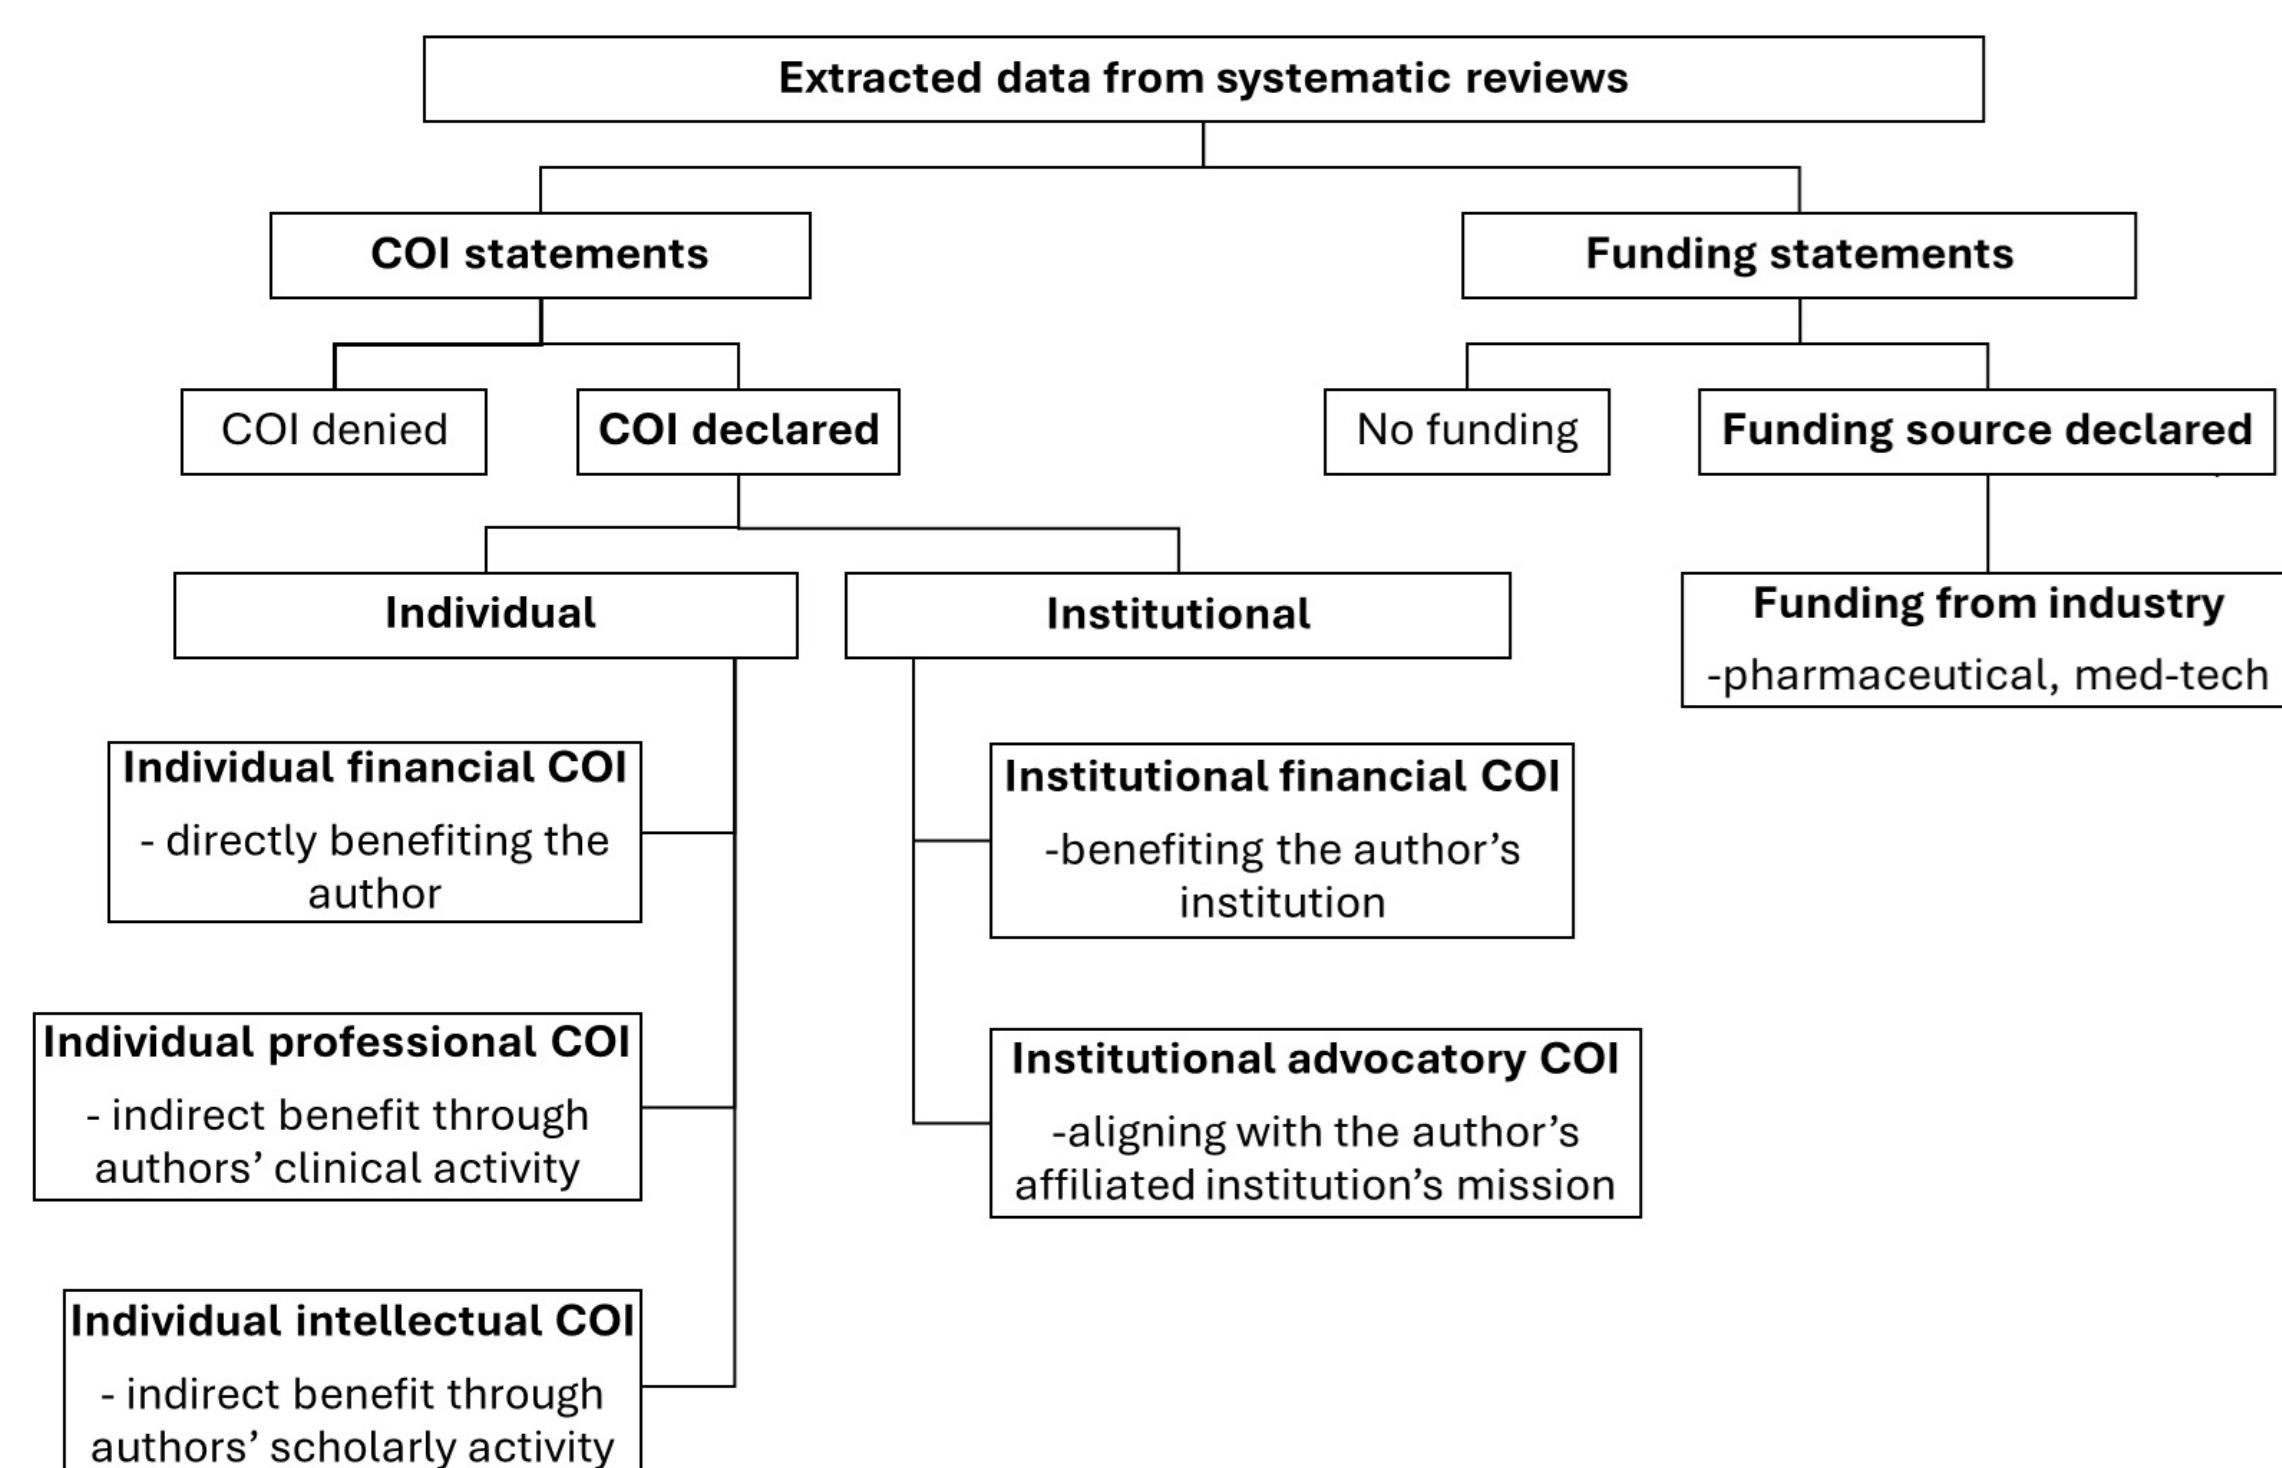 Extracted data from systematic reviews
COI statements
Funding statements
COI denied
COI declared
No funding
Funding source declared
Individual
Institutional
Funding from industry
-pharmaceutical, med-tech
Individual financial COI
- directly benefiting the
author
Institutional financial COI
-benefiting the author’s
institution
Individual professional COI
- indirect benefit through
authors’ clinical activity
Institutional advocatory COI
-aligning with the author’s
affiliated institution’s mission
Individual intellectual COI
- indirect benefit through
authors’ scholarly activity